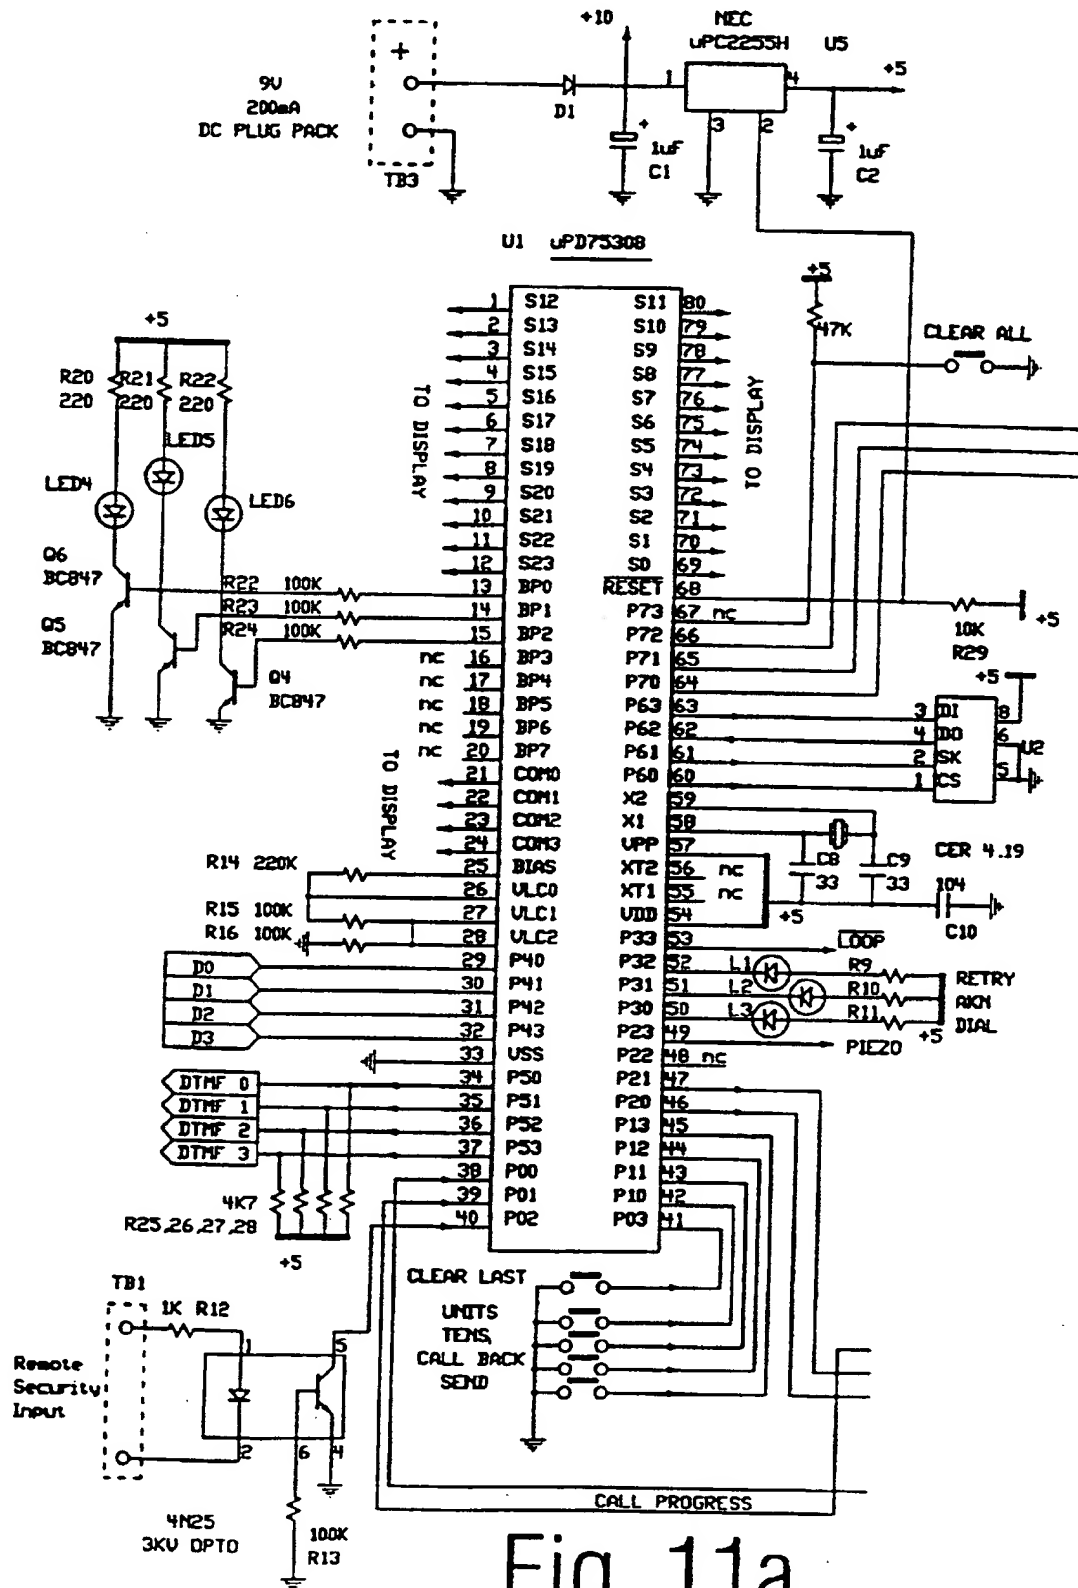 +10
NEC
uPC2255H U5
1 4 +5
+
9V
200mA
DC PLUG PACK
D1
3 2
+
1uF
C1
+
1uF
C2
TB3
U1 uPD75308
+5
47K
CLEAR ALL
+5
R20 R21 R22
220 220 220
LED5
LED4
LED6
Q6
BC847
Q5
BC847
Q4
BC847
R22 100K
R23 100K
R24 100K
TO DISPLAY
TO DISPLAY
1 S12 S11 80
2 S13 S10 79
3 S14 S9 78
4 S15 S8 77
5 S16 S7 76
6 S17 S6 75
7 S18 S5 74
8 S19 S4 73
9 S20 S3 72
10 S21 S2 71
11 S22 S1 70
12 S23 S0 69
13 BP0 RESET 68
14 BP1 P73 67 nc
15 BP2 P72 66
nc 16 BP3 P71 65
nc 17 BP4 P70 64
nc 18 BP5 P63 63
nc 19 BP6 P62 62
nc 20 BP7 P61 61
21 COM0 P60 60
22 COM1 X2 59
23 COM2 X1 58
24 COM3 VPP 57
25 BIAS XT2 56 nc
26 VLC0 XT1 55 nc
27 VLC1 VDD 54
28 VLC2 P33 53
29 P40 P32 52
30 P41 P31 51
31 P42 P30 50
32 P43 P23 49
33 VSS P22 48 nc
34 P50 P21 47
35 P51 P20 46
36 P52 P13 45
37 P53 P12 44
38 P00 P11 43
39 P01 P10 42
40 P02 P03 41
10K
R29
+5
+5
3 DI 8
4 DO 6
2 SK 5
1 CS
U2
TO DISPLAY
R14 220K
R15 100K
R16 100K
C8
33
C9
33
CER 4.19
104
C10
+5
LOOP
L1 R9
L2 R10
L3 R11
RETRY
AKN
DIAL
+5
PIEZO
D0
D1
D2
D3
DTMF 0
DTMF 1
DTMF 2
DTMF 3
4K7
R25,26,27,28
+5
CLEAR LAST
UNITS
TENS,
CALL BACK
SEND
TB1
1K R12
1 5
2 6 4
Remote
Security
Input
4N25
3KV OPTO
100K
R13
CALL PROGRESS
Fig 11a